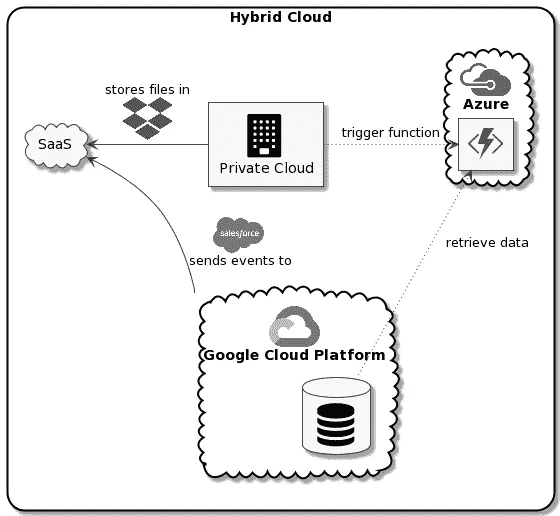 Hybrid Cloud
stores files in
Azure
SaaS
Private Cloud
trigger function
salesforce
sends events to
retrieve data
Google Cloud Platform